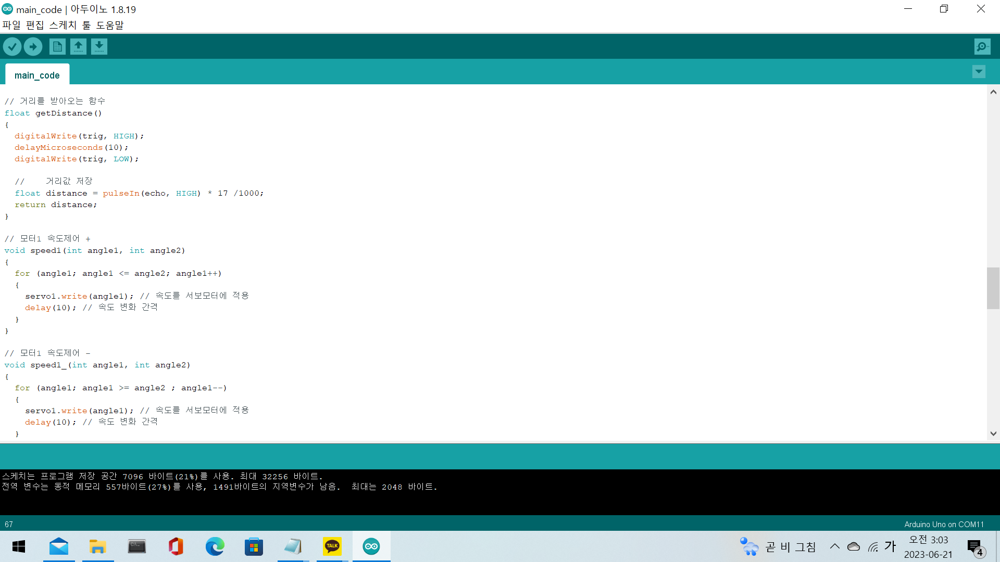 main_code | 아두이노 1.8.19
파일 편집 스케치 툴 도움말
main_code
// 거리를 받아오는 함수
float getDistance()
{
  digitalWrite(trig, HIGH);
  delayMicroseconds(10);
  digitalWrite(trig, LOW);

  //    거리값 저장
  float distance = pulseIn(echo, HIGH) * 17 /1000;
  return distance;
}

// 모터1 속도제어 +
void speed1(int angle1, int angle2)
{
  for (angle1; angle1 <= angle2; angle1++)
  {
    servo1.write(angle1); // 속도를 서보모터에 적용
    delay(10); // 속도 변화 간격
  }
}

// 모터1 속도제어 -
void speed1_(int angle1, int angle2)
{
  for (angle1; angle1 >= angle2 ; angle1--)
  {
    servo1.write(angle1); // 속도를 서보모터에 적용
    delay(10); // 속도 변화 간격
  }
스케치는 프로그램 저장 공간 7096 바이트(21%)를 사용. 최대 32256 바이트.
전역 변수는 동적 메모리 557바이트(27%)를 사용, 1491바이트의 지역변수가 남음.  최대는 2048 바이트.
67
Arduino Uno on COM11
C:\_
TALK
곧 비 그침
가
오전 3:03
2023-06-21
4